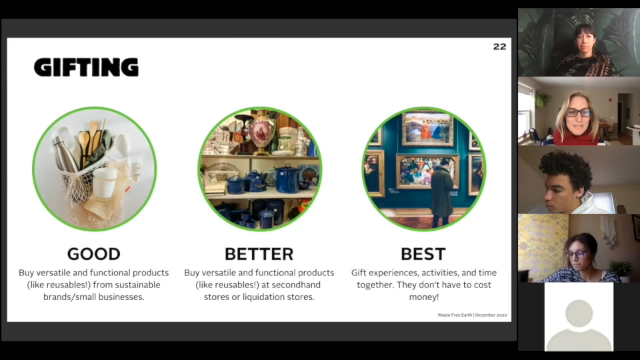 22
GIFTING
GOOD
Buy versatile and functional products
(like reusables!) from sustainable
brands/small businesses.
BETTER
Buy versatile and functional products
(like reusables!) at secondhand
stores or liquidation stores.
BEST
Gift experiences, activities, and time
together. They don't have to cost
money!
Waste Free Earth | December 2020